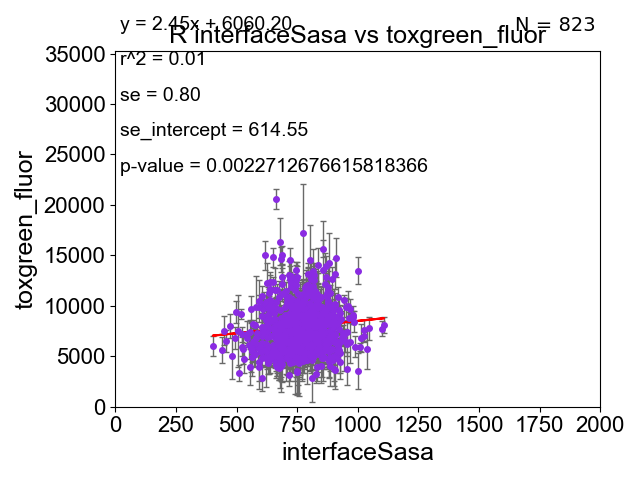 y = 2.45x + 6060.20
N = 823
R interfaceSasa vs toxgreen_fluor
r^2 = 0.01
se = 0.80
se_intercept = 614.55
p-value = 0.0022712676615818366
35000
30000
25000
20000
15000
10000
5000
0
toxgreen_fluor
0 250 500 750 1000 1250 1500 1750 2000
interfaceSasa